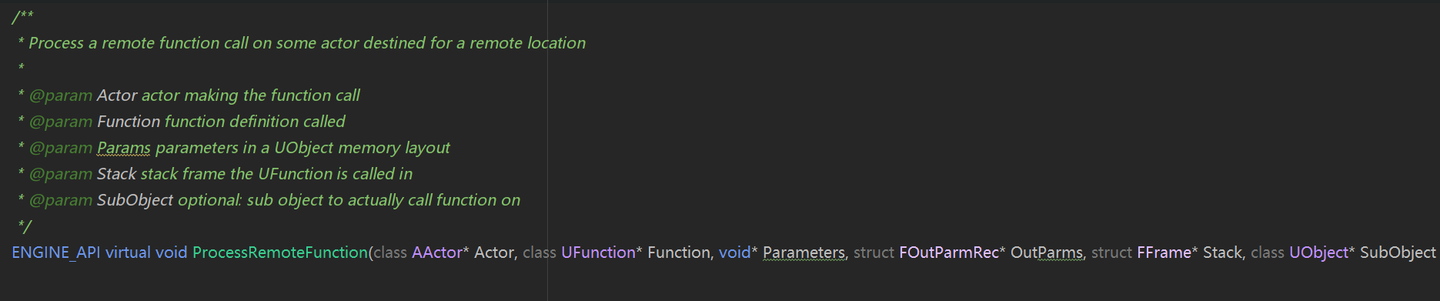 /**
* Process a remote function call on some actor destined for a remote location
*
* @param Actor actor making the function call
* @param Function function definition called
* @param Params parameters in a UObject memory layout
* @param Stack stack frame the UFunction is called in
* @param SubObject optional: sub object to actually call function on
*/
ENGINE_API virtual void ProcessRemoteFunction(class AActor* Actor, class UFunction* Function, void* Parameters, struct FOutParmRec* OutParms, struct FFrame* Stack, class UObject* SubObject